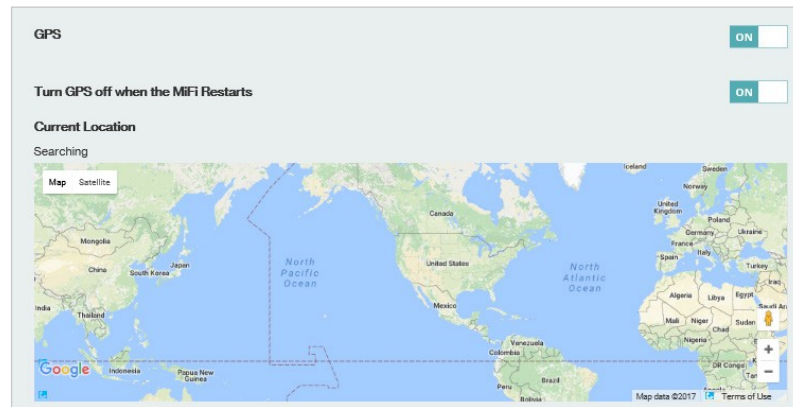 GPS
ON
Turn GPS off when the MiFi Restarts
ON
Current Location
Searching
Map Satellite
Iceland
Sweden
Norway
Canada
United Kingdom
Poland
Germany
Ukraine
France
Mongolia
Italy
Spain
Turkey
China
Japan
South Korea
North Pacific Ocean
United States
North Atlantic Ocean
Iraq
Algeria
Libya
Egypt
Saudi Ar
India
Thailand
Mexico
Mali
Niger
Chad
Sudan
Nigeria
Venezuela
Colombia
+
Google
Indonesia
Papua New Guinea
DR Congo
Tan
−
Peru
Brazil
Bolivia
Map data ©2017
Terms of Use